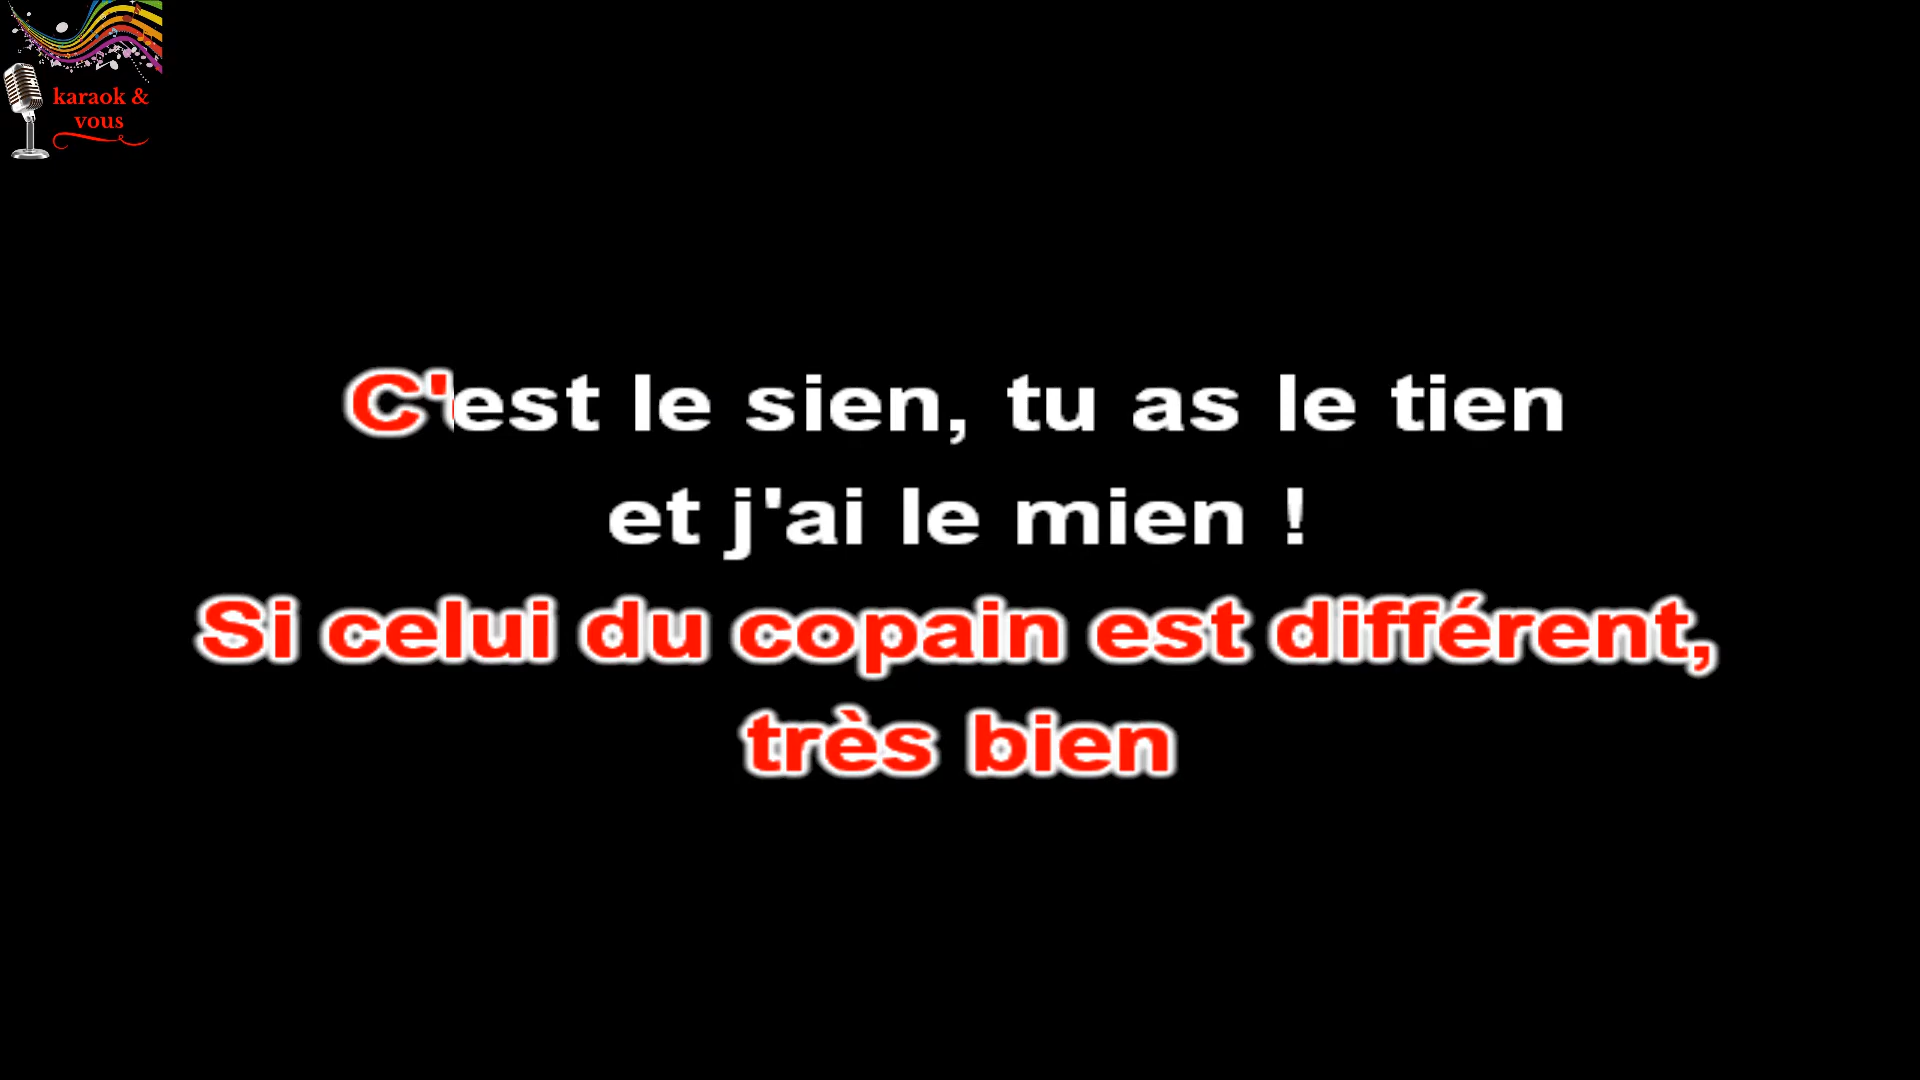 karaok &
vous
C'est le sien, tu as le tien
et j'ai le mien !
Si celui du copain est différent,
très bien